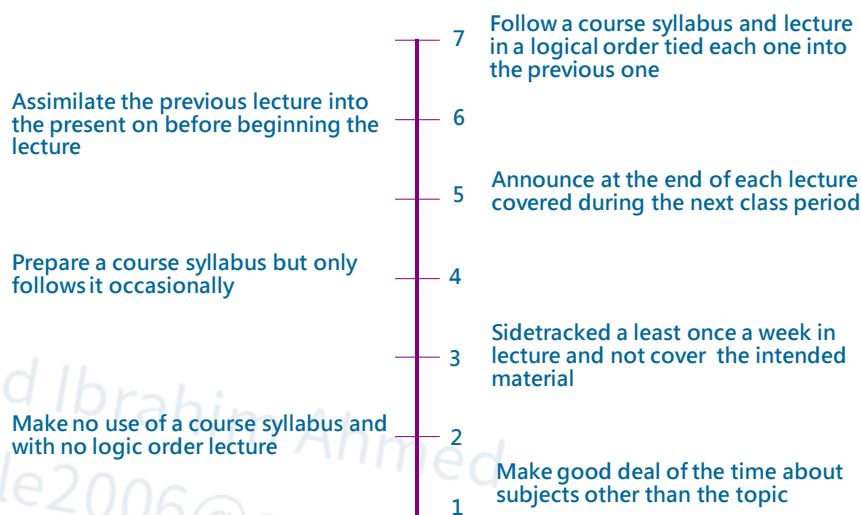 7
Follow a course syllabus and lecture
in a logical order tied each one into
the previous one
Assimilate the previous lecture into
the present on before beginning the
lecture
6
Announce at the end of each lecture
covered during the next class period
5
Prepare a course syllabus but only
follows it occasionally
4
Sidetracked a least once a week in
lecture and not cover the intended
material
3
Make no use of a course syllabus and
with no logic order lecture
2
Make good deal of the time about
subjects other than the topic
1
Ibrahim Ahmed